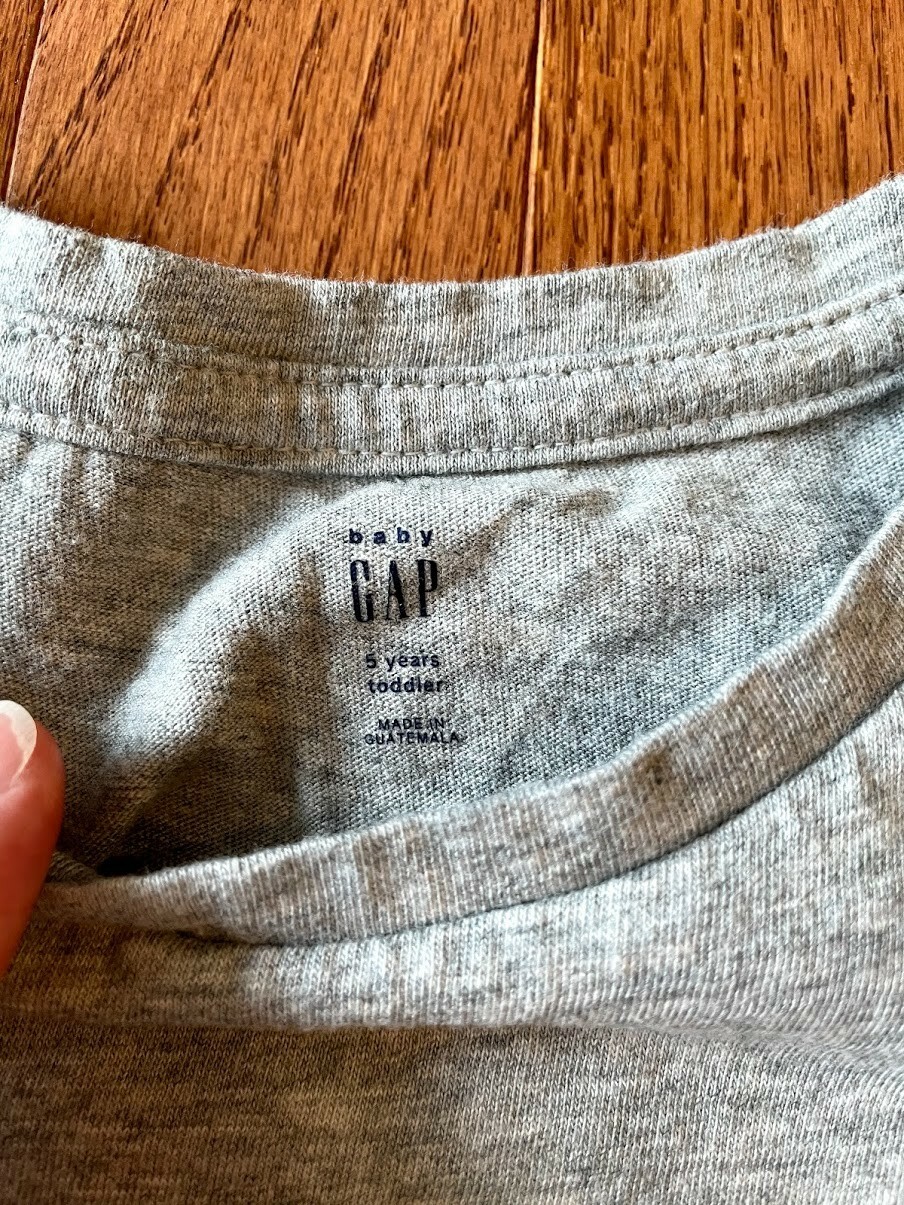 baby
GAP
5 years
toddler
MADE IN
GUATEMALA